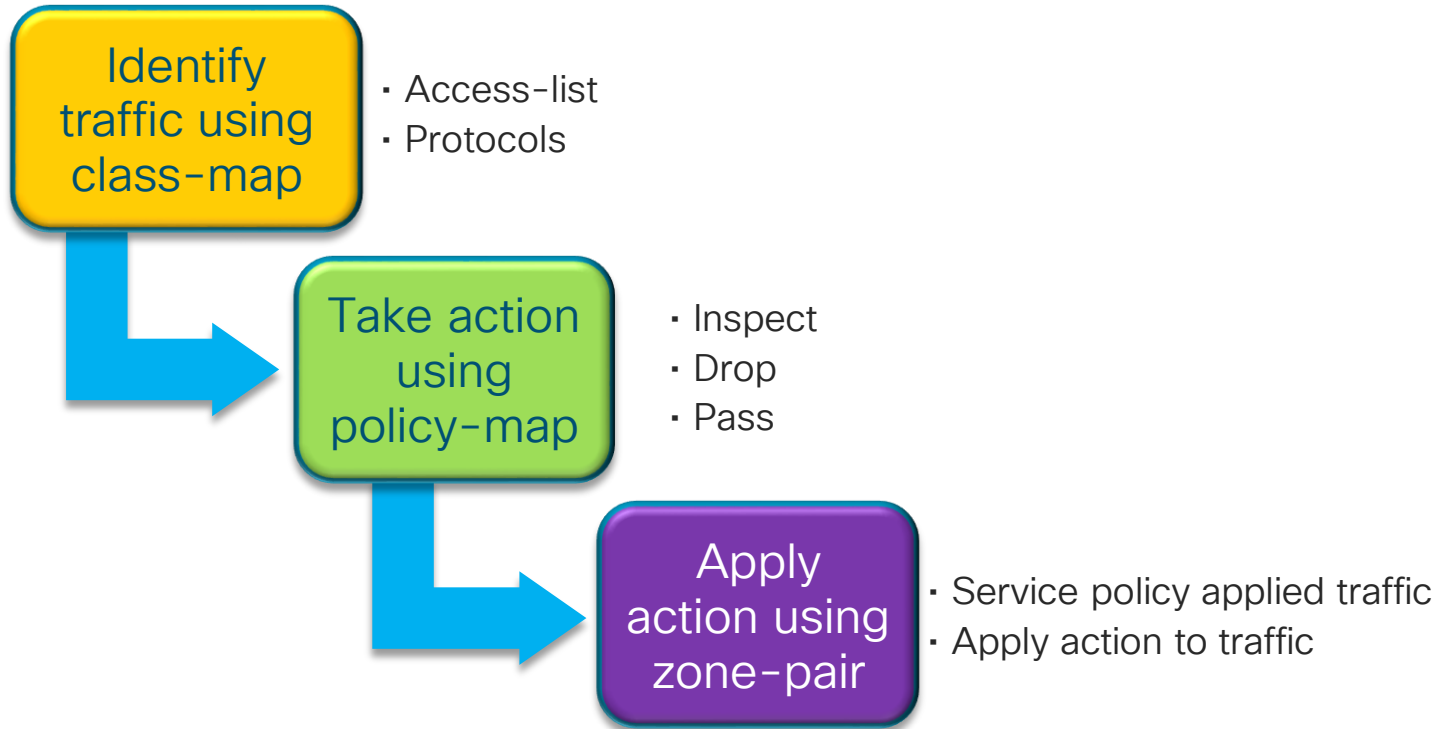 Identify
traffic using
class-map
▪ Access-list
▪ Protocols
Take action
using
policy-map
▪ Inspect
▪ Drop
▪ Pass
Apply
action using
zone-pair
▪ Service policy applied traffic
▪ Apply action to traffic